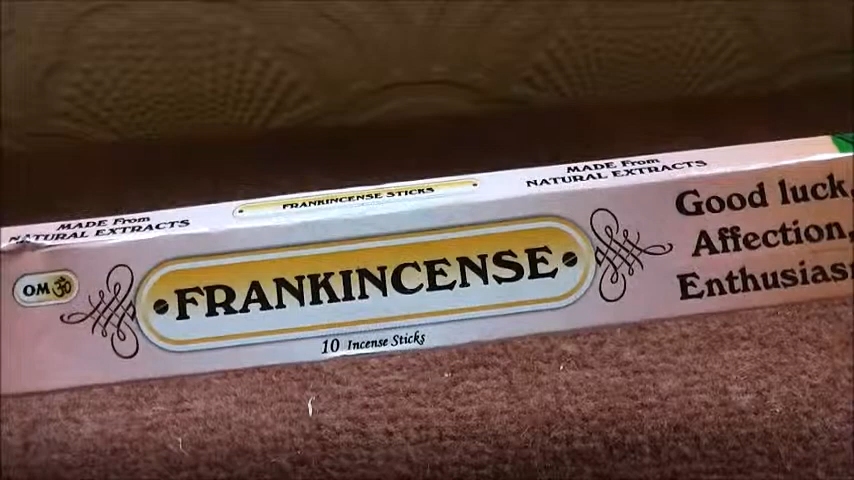 MADE From
NATURAL EXTRACTS
FRANKINCENSE STICKS
MADE From
NATURAL EXTRACTS
OM ॐ
FRANKINCENSE
10 Incense Sticks
Good luck,
Affection,